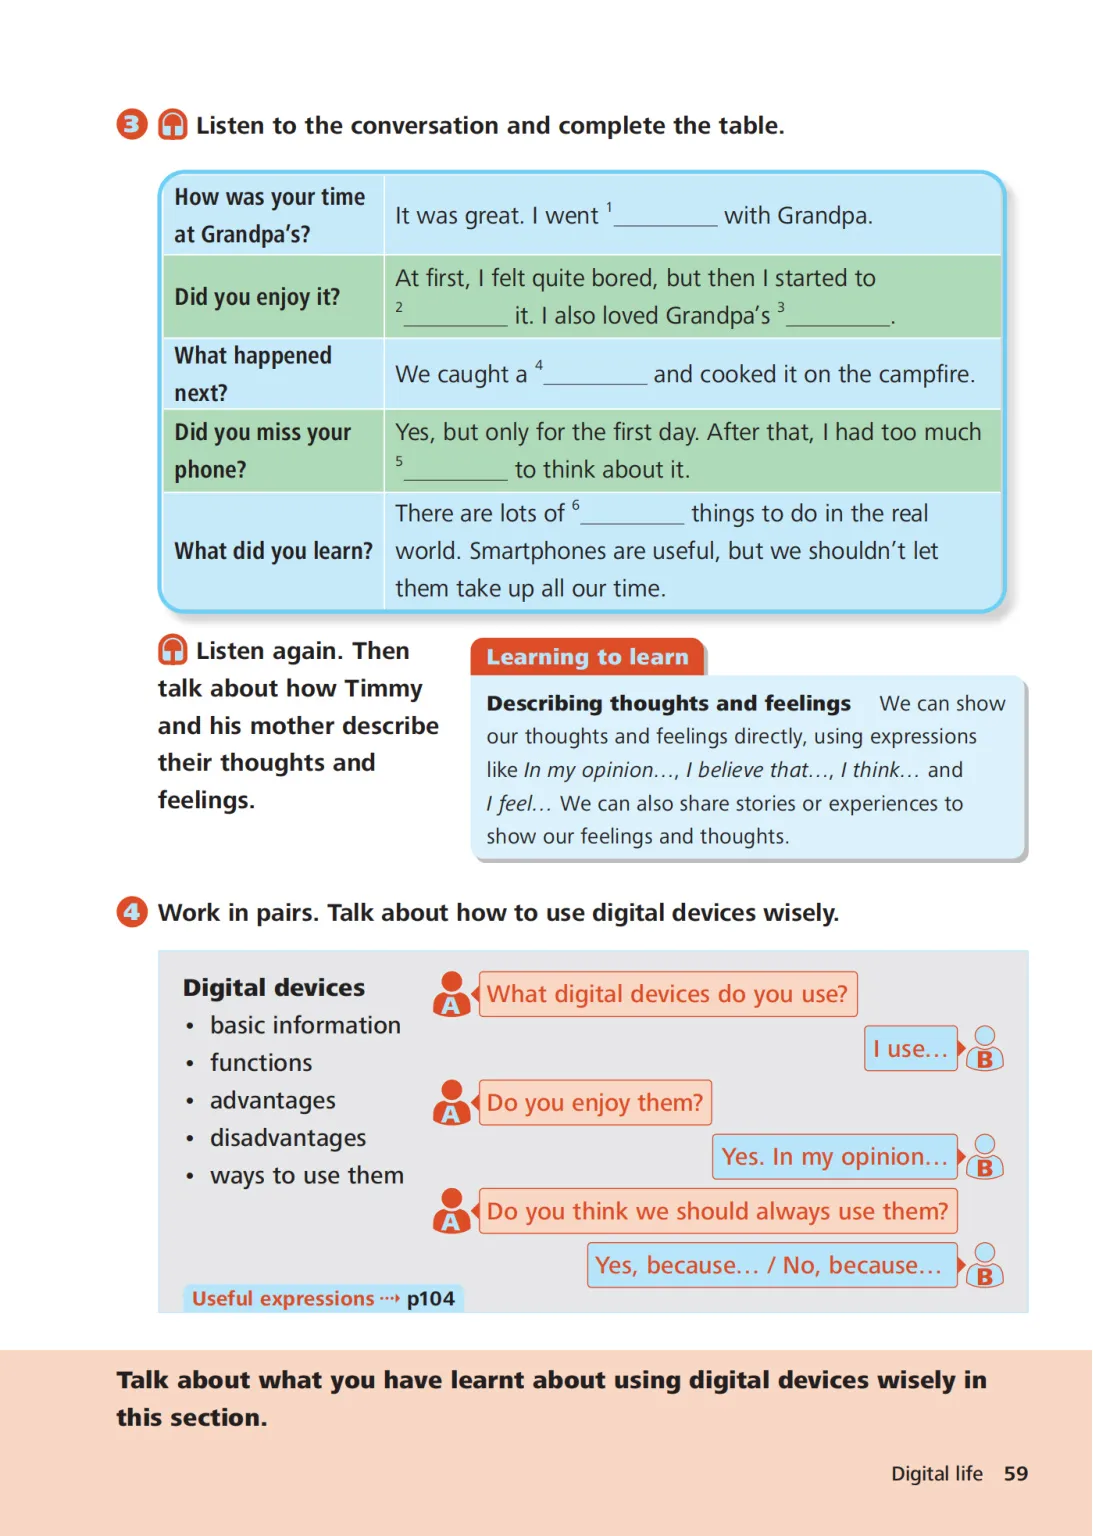 3 Listen to the conversation and complete the table.
How was your time
at Grandpa's?
It was great. I went 1_________ with Grandpa.
Did you enjoy it?
At first, I felt quite bored, but then I started to
2_________ it. I also loved Grandpa's 3_________.
What happened
next?
We caught a 4_________ and cooked it on the campfire.
Did you miss your
phone?
Yes, but only for the first day. After that, I had too much
5_________ to think about it.
What did you learn?
There are lots of 6_________ things to do in the real
world. Smartphones are useful, but we shouldn't let
them take up all our time.
Listen again. Then
talk about how Timmy
and his mother describe
their thoughts and
feelings.
Learning to learn
Describing thoughts and feelings We can show
our thoughts and feelings directly, using expressions
like In my opinion…, I believe that…, I think… and
I feel… We can also share stories or experiences to
show our feelings and thoughts.
4 Work in pairs. Talk about how to use digital devices wisely.
Digital devices
• basic information
• functions
• advantages
• disadvantages
• ways to use them
A What digital devices do you use?
I use… B
A Do you enjoy them?
Yes. In my opinion… B
A Do you think we should always use them?
Yes, because… / No, because… B
Useful expressions p104
Talk about what you have learnt about using digital devices wisely in
this section.
Digital life 59